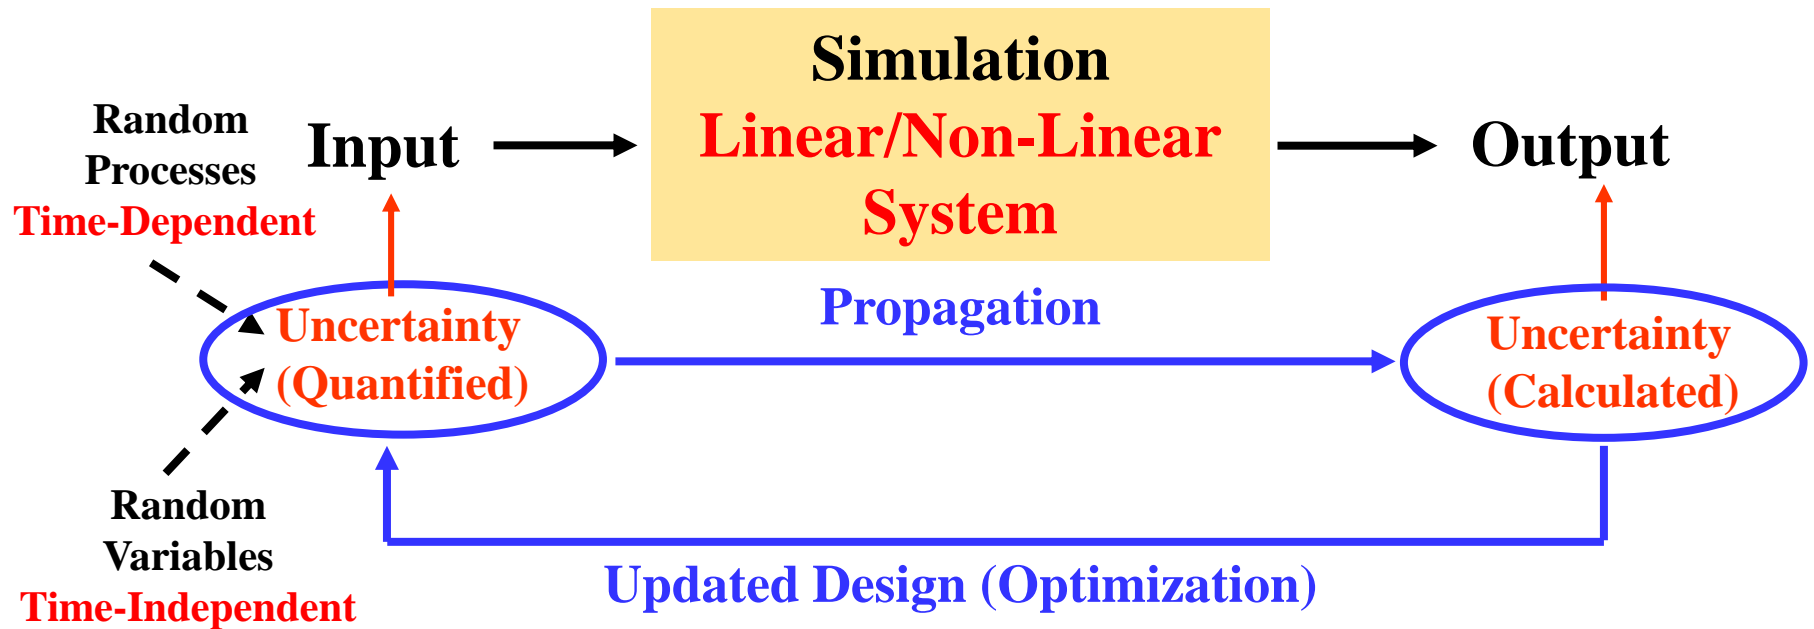 Simulation
Linear/Non-Linear
System
Random
Processes
Time-Dependent
Input
Output
Propagation
Uncertainty
(Quantified)
Uncertainty
(Calculated)
Random
Variables
Time-Independent
Updated Design (Optimization)